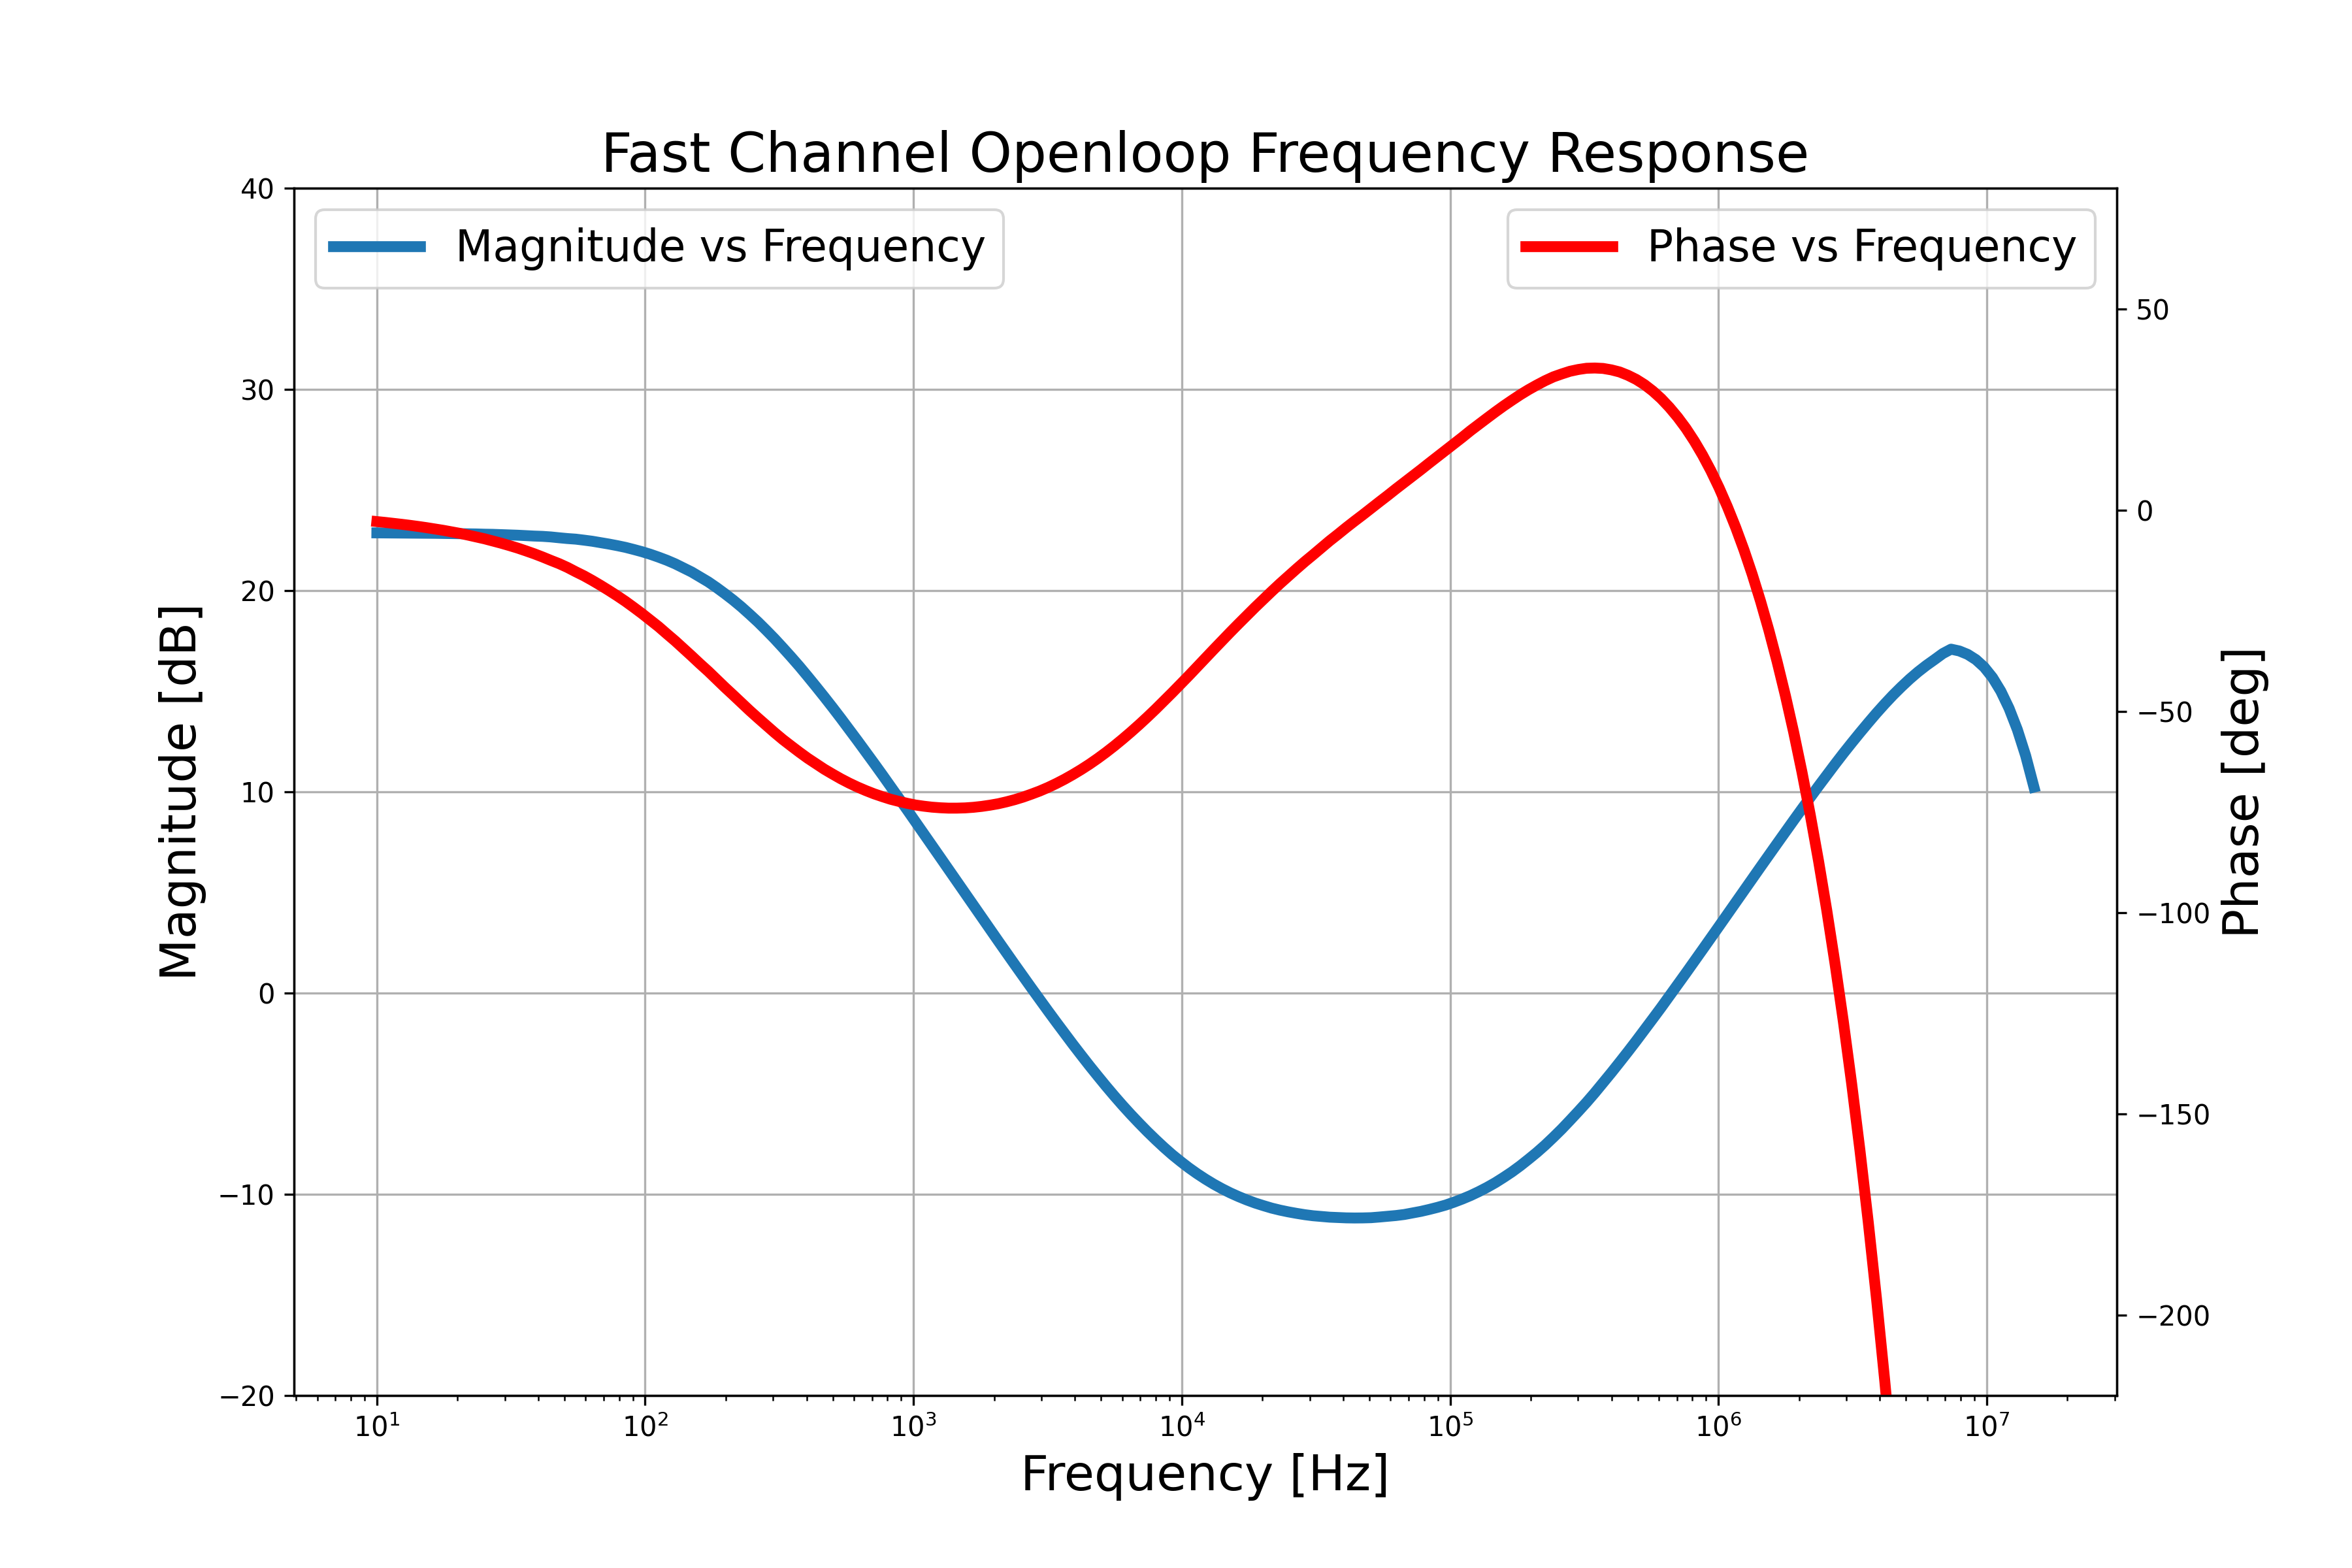 Fast Channel Openloop Frequency Response
Magnitude vs Frequency
Phase vs Frequency
40
30
20
10
0
−10
−20
Magnitude [dB]
50
0
−50
−100
−150
−200
Phase [deg]
10¹ 10² 10³ 10⁴ 10⁵ 10⁶ 10⁷
Frequency [Hz]